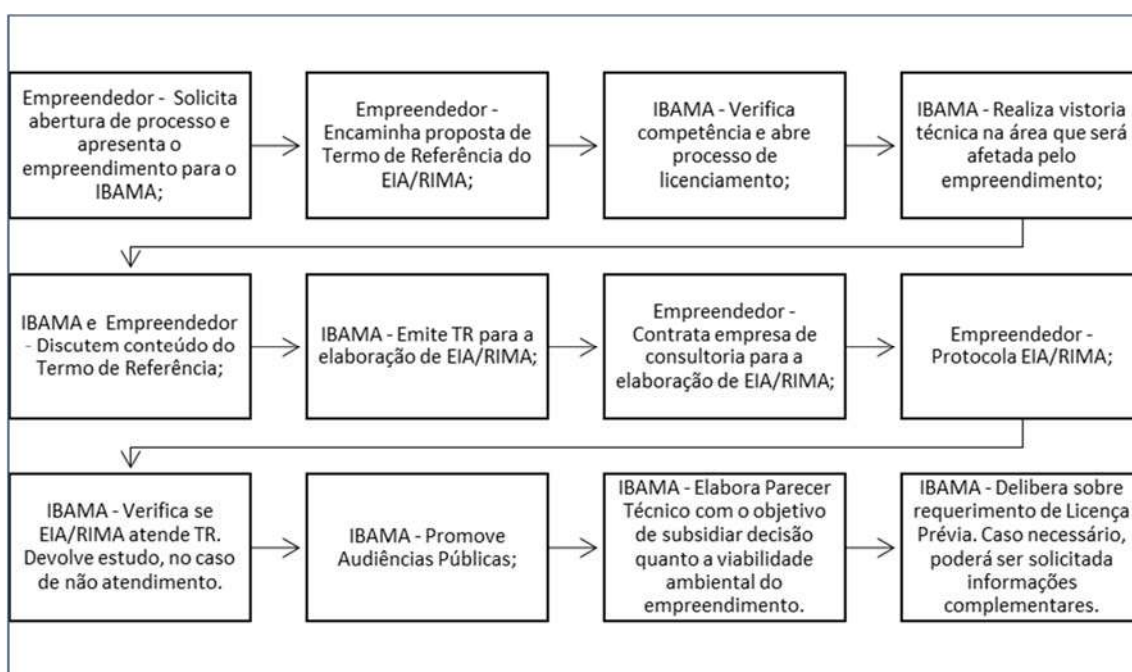 Empreendedor - Solicita
abertura de processo e
apresenta o
empreendimento para o
IBAMA;
Empreendedor -
Encaminha proposta de
Termo de Referência do
EIA/RIMA;
IBAMA - Verifica
competência e abre
processo de
licenciamento;
IBAMA - Realiza vistoria
técnica na área que será
afetada pelo
empreendimento;
IBAMA e Empreendedor
- Discutem conteúdo do
Termo de Referência;
IBAMA - Emite TR para a
elaboração de EIA/RIMA;
Empreendedor -
Contrata empresa de
consultoria para a
elaboração de EIA/RIMA;
Empreendedor -
Protocola EIA/RIMA;
IBAMA - Verifica se
EIA/RIMA atende TR.
Devolve estudo, no caso
de não atendimento.
IBAMA - Promove
Audiências Públicas;
IBAMA - Elabora Parecer
Técnico com o objetivo
de subsidiar decisão
quanto a viabilidade
ambiental do
empreendimento.
IBAMA - Delibera sobre
requerimento de Licença
Prévia. Caso necessário,
poderá ser solicitada
informações
complementares.